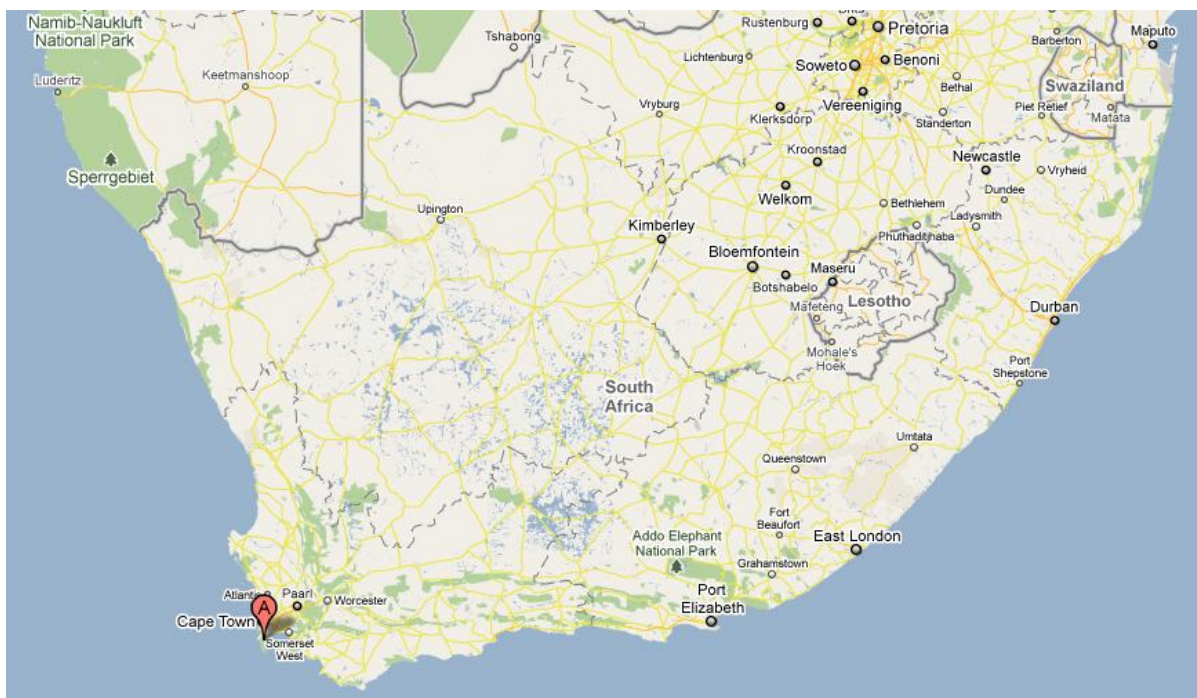 Namib-Naukluft
National Park
Tshabong
Rustenburg
Brits
Pretoria
Barberton
Maputo
Luderitz
Keetmanshoop
Lichtenburg
Soweto
Benoni
Bethal
Swaziland
Vryburg
Klerksdorp
Vereeniging
Standerton
Piet Retief
Matata
Sperrgebiet
Kroonstad
Newcastle
Vryheid
Welkom
Dundee
Upington
Bethlehem
Ladysmith
Kimberley
Phuthaditjhaba
Bloemfontein
Botshabelo
Maseru
Mafeteng
Lesotho
Durban
Mohale's
Hoek
Port
Shepstone
South
Africa
Umtata
Queenstown
Fort
Beaufort
Addo Elephant
National Park
East London
Grahamstown
Port
Elizabeth
Atlantis
Paarl
Worcester
A
Cape Town
Somerset
West